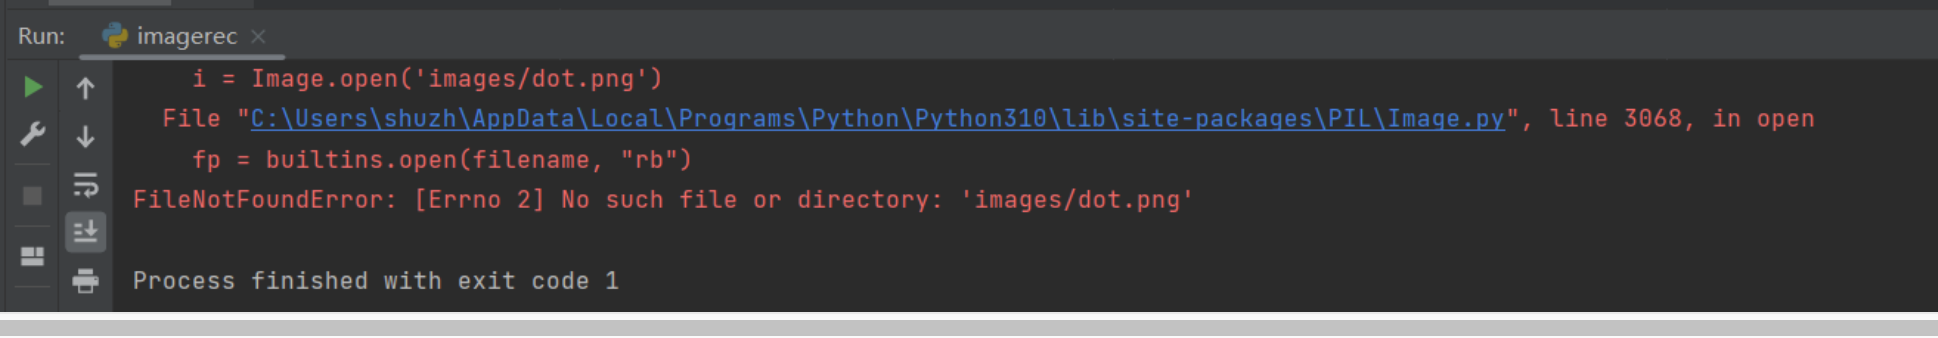 Run: imagerec
i = Image.open('images/dot.png')
File "C:\Users\shuzh\AppData\Local\Programs\Python\Python310\lib\site-packages\PIL\Image.py", line 3068, in open
fp = builtins.open(filename, "rb")
FileNotFoundError: [Errno 2] No such file or directory: 'images/dot.png'
Process finished with exit code 1